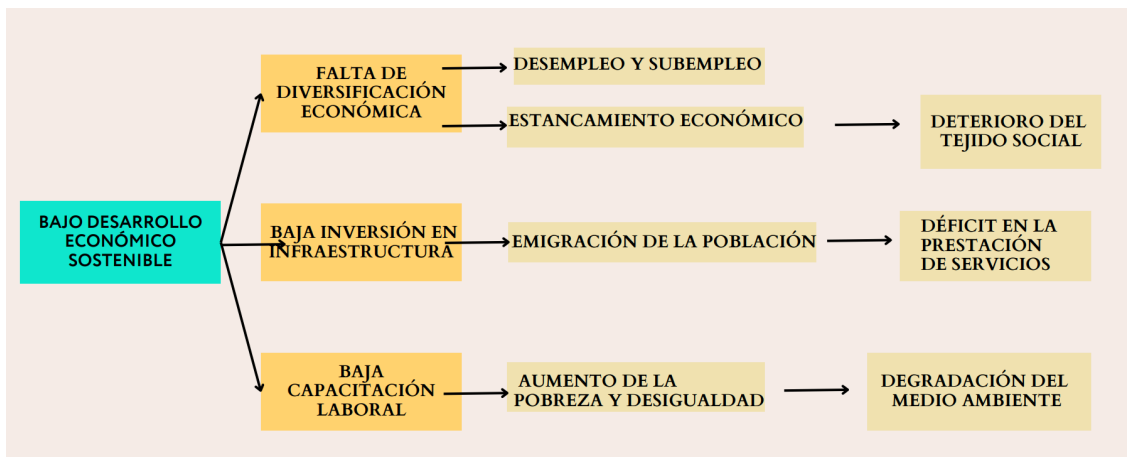 BAJO DESARROLLO
ECONÓMICO
SOSTENIBLE
FALTA DE
DIVERSIFICACIÓN
ECONÓMICA
DESEMPLEO Y SUBEMPLEO
ESTANCAMIENTO ECONÓMICO
DETERIORO DEL
TEJIDO SOCIAL
BAJA INVERSIÓN EN
INFRAESTRUCTURA
EMIGRACIÓN DE LA POBLACIÓN
DÉFICIT EN LA
PRESTACIÓN
DE SERVICIOS
BAJA
CAPACITACIÓN
LABORAL
AUMENTO DE LA
POBREZA Y DESIGUALDAD
DEGRADACIÓN DEL
MEDIO AMBIENTE